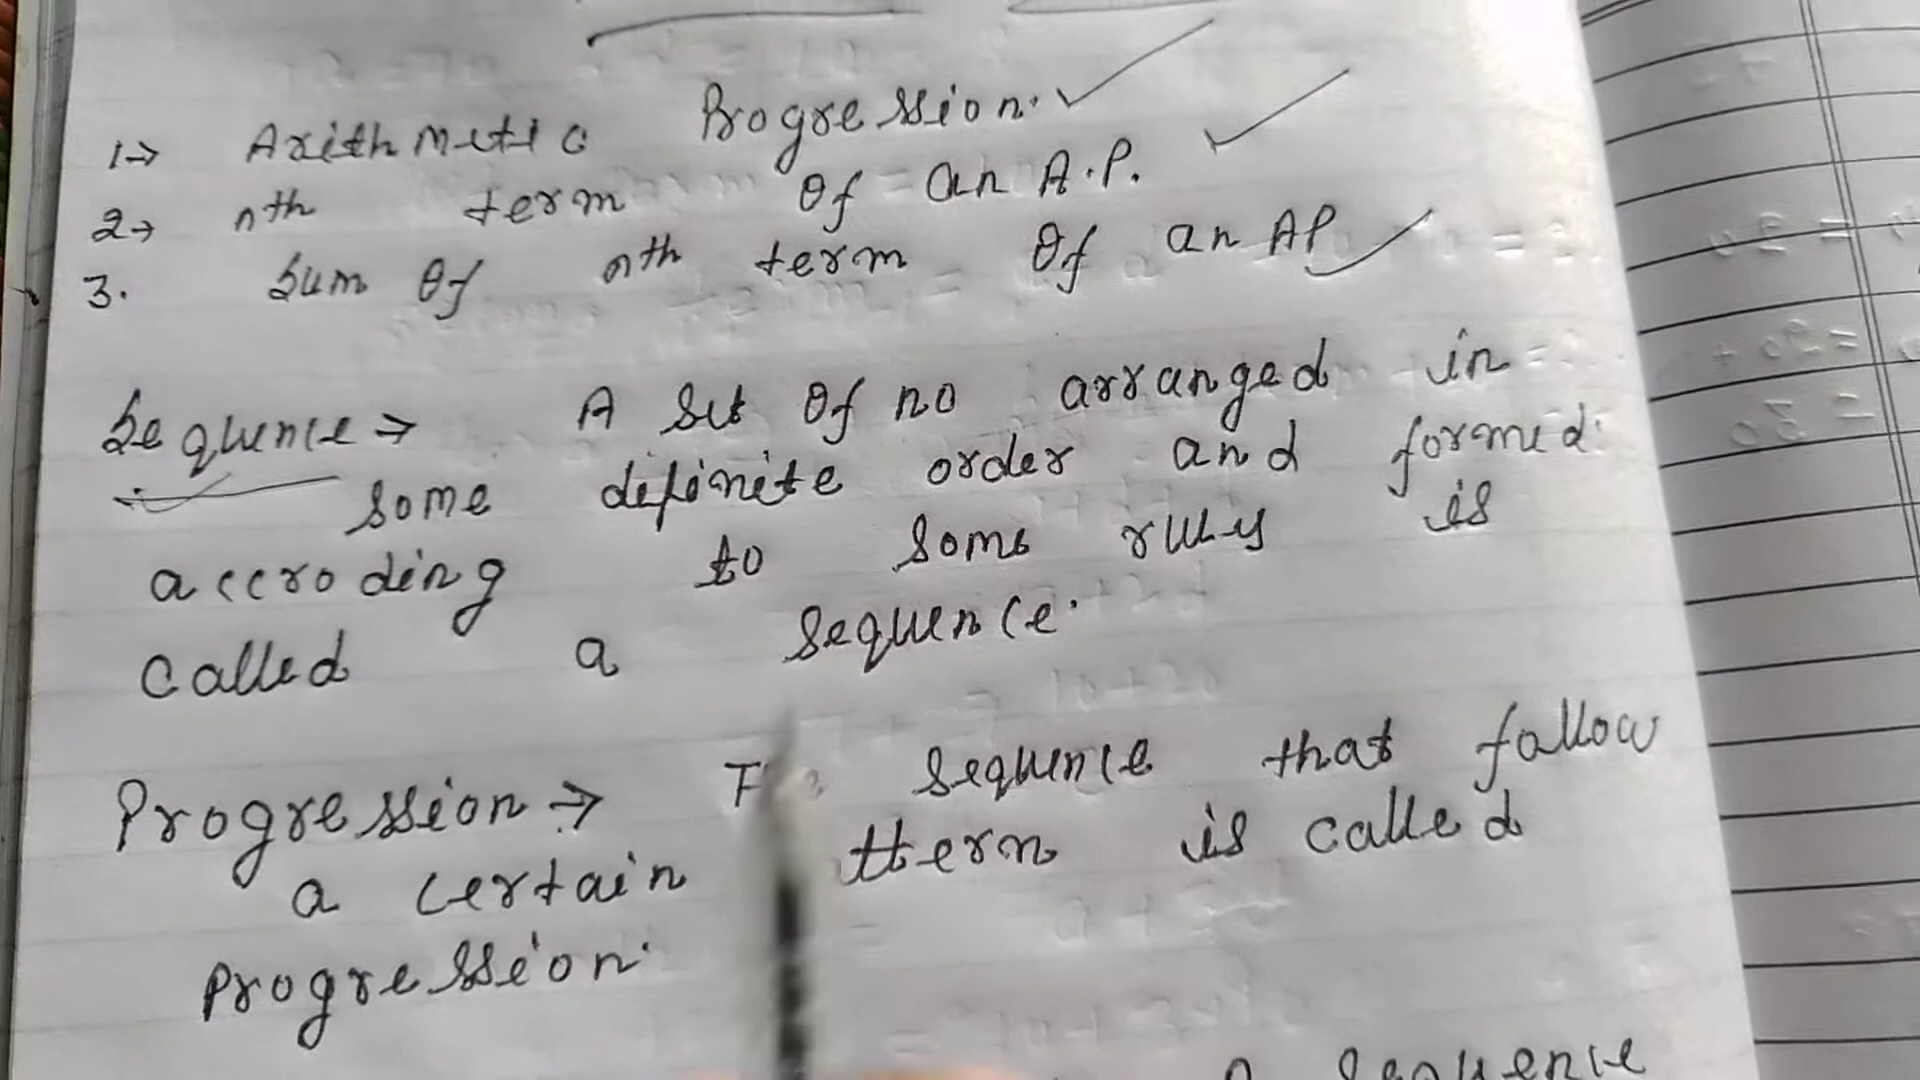 1→ Arithmetic Progression.
2→ nth term Of an A.P.
3. Sum Of nth term Of an AP
Sequence → A Set Of no arranged in
some definite order and formed
accroding to some rules is
called a sequence.
Progression → sequence that follow
a certain is called
Progression.
a sequence